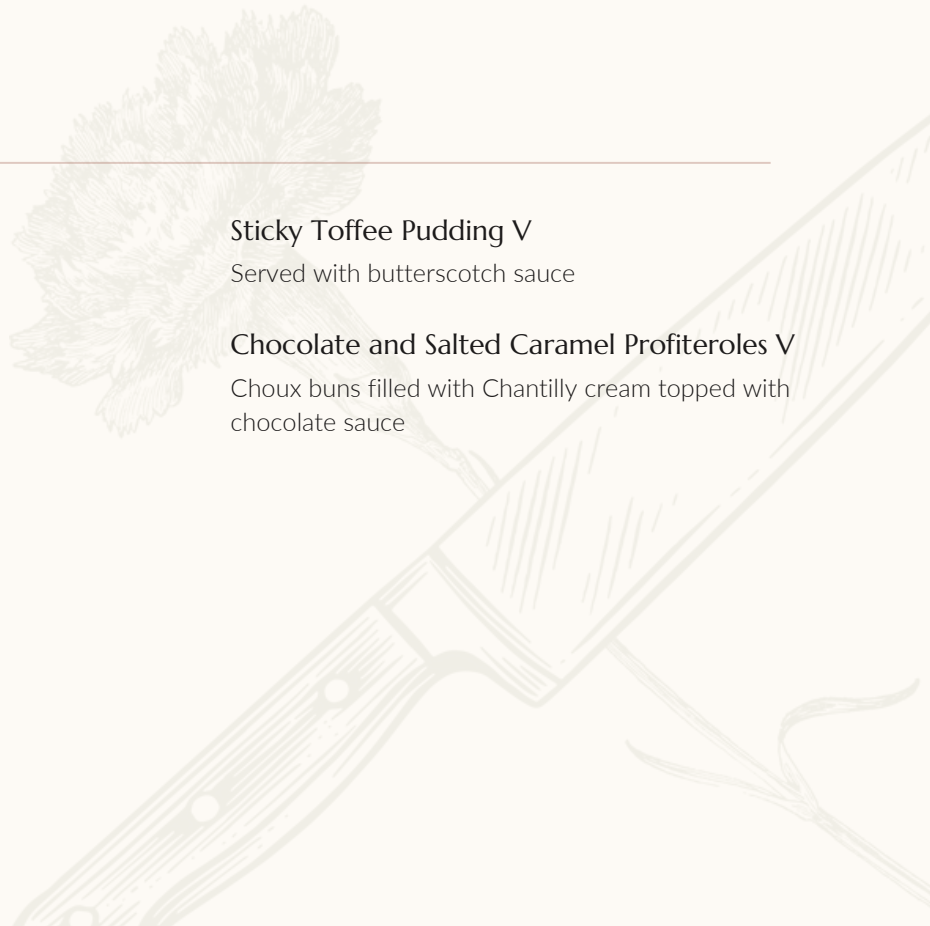 Sticky Toffee Pudding V
Served with butterscotch sauce
Chocolate and Salted Caramel Profiteroles V
Choux buns filled with Chantilly cream topped with
chocolate sauce